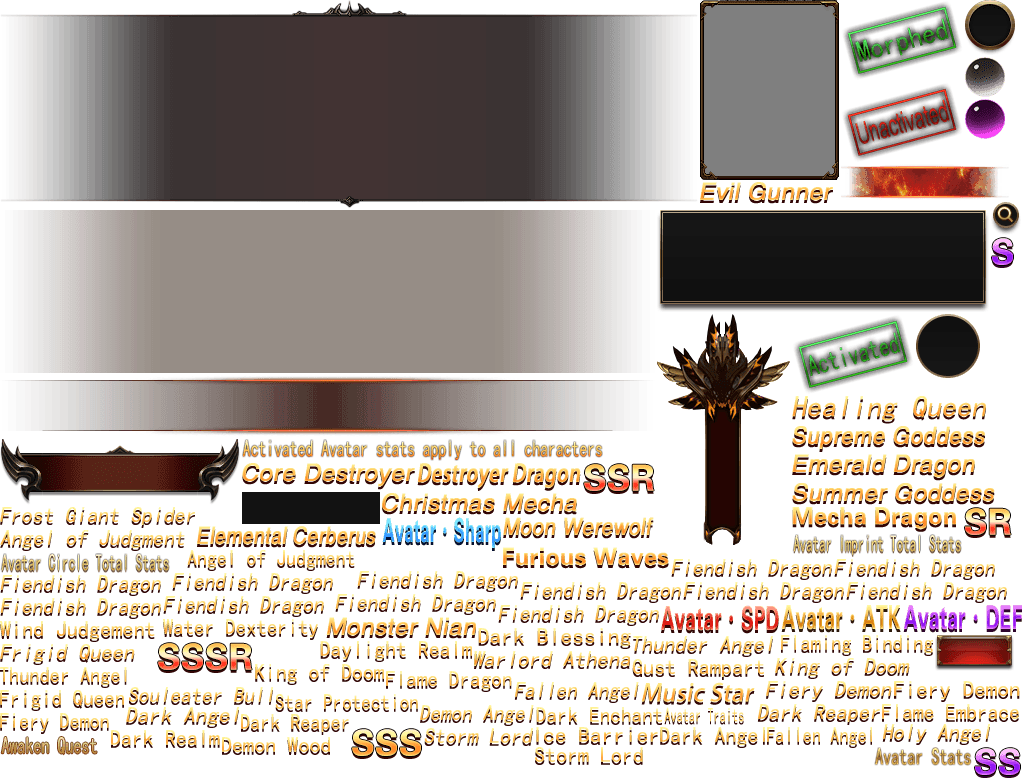 Morphed
Unactivated
Evil Gunner
S
Activated
Healing Queen
Supreme Goddess
Emerald Dragon
Summer Goddess
Mecha Dragon
SR
Avatar Imprint Total Stats
Activated Avatar stats apply to all characters
Core Destroyer
Destroyer Dragon
SSR
Christmas Mecha
Frost Giant Spider
Angel of Judgment
Elemental Cerberus
Avatar · Sharp
Moon Werewolf
Avatar Circle Total Stats
Angel of Judgment
Furious Waves
Fiendish Dragon
Fiendish Dragon
Fiendish Dragon
Fiendish Dragon
Fiendish Dragon
Fiendish Dragon
Fiendish Dragon
Fiendish Dragon
Fiendish Dragon
Fiendish Dragon
Fiendish Dragon
Fiendish Dragon
Avatar · SPD
Avatar · ATK
Avatar · DEF
Wind Judgement
Water Dexterity
Monster Nian
Dark Blessing
Thunder Angel
Flaming Binding
Frigid Queen
SSSR
Daylight Realm
Warlord Athena
Gust Rampart
King of Doom
Thunder Angel
King of Doom
Flame Dragon
Fallen Angel
Music Star
Fiery Demon
Fiery Demon
Frigid Queen
Souleater Bull
Star Protection
Demon Angel
Dark Enchant
Avatar Traits
Dark Reaper
Flame Embrace
Fiery Demon
Dark Angel
Dark Reaper
Awaken Quest
Dark Realm
Demon Wood
SSS
Storm Lord
Ice Barrier
Dark Angel
Fallen Angel
Holy Angel
Storm Lord
Avatar Stats
SS